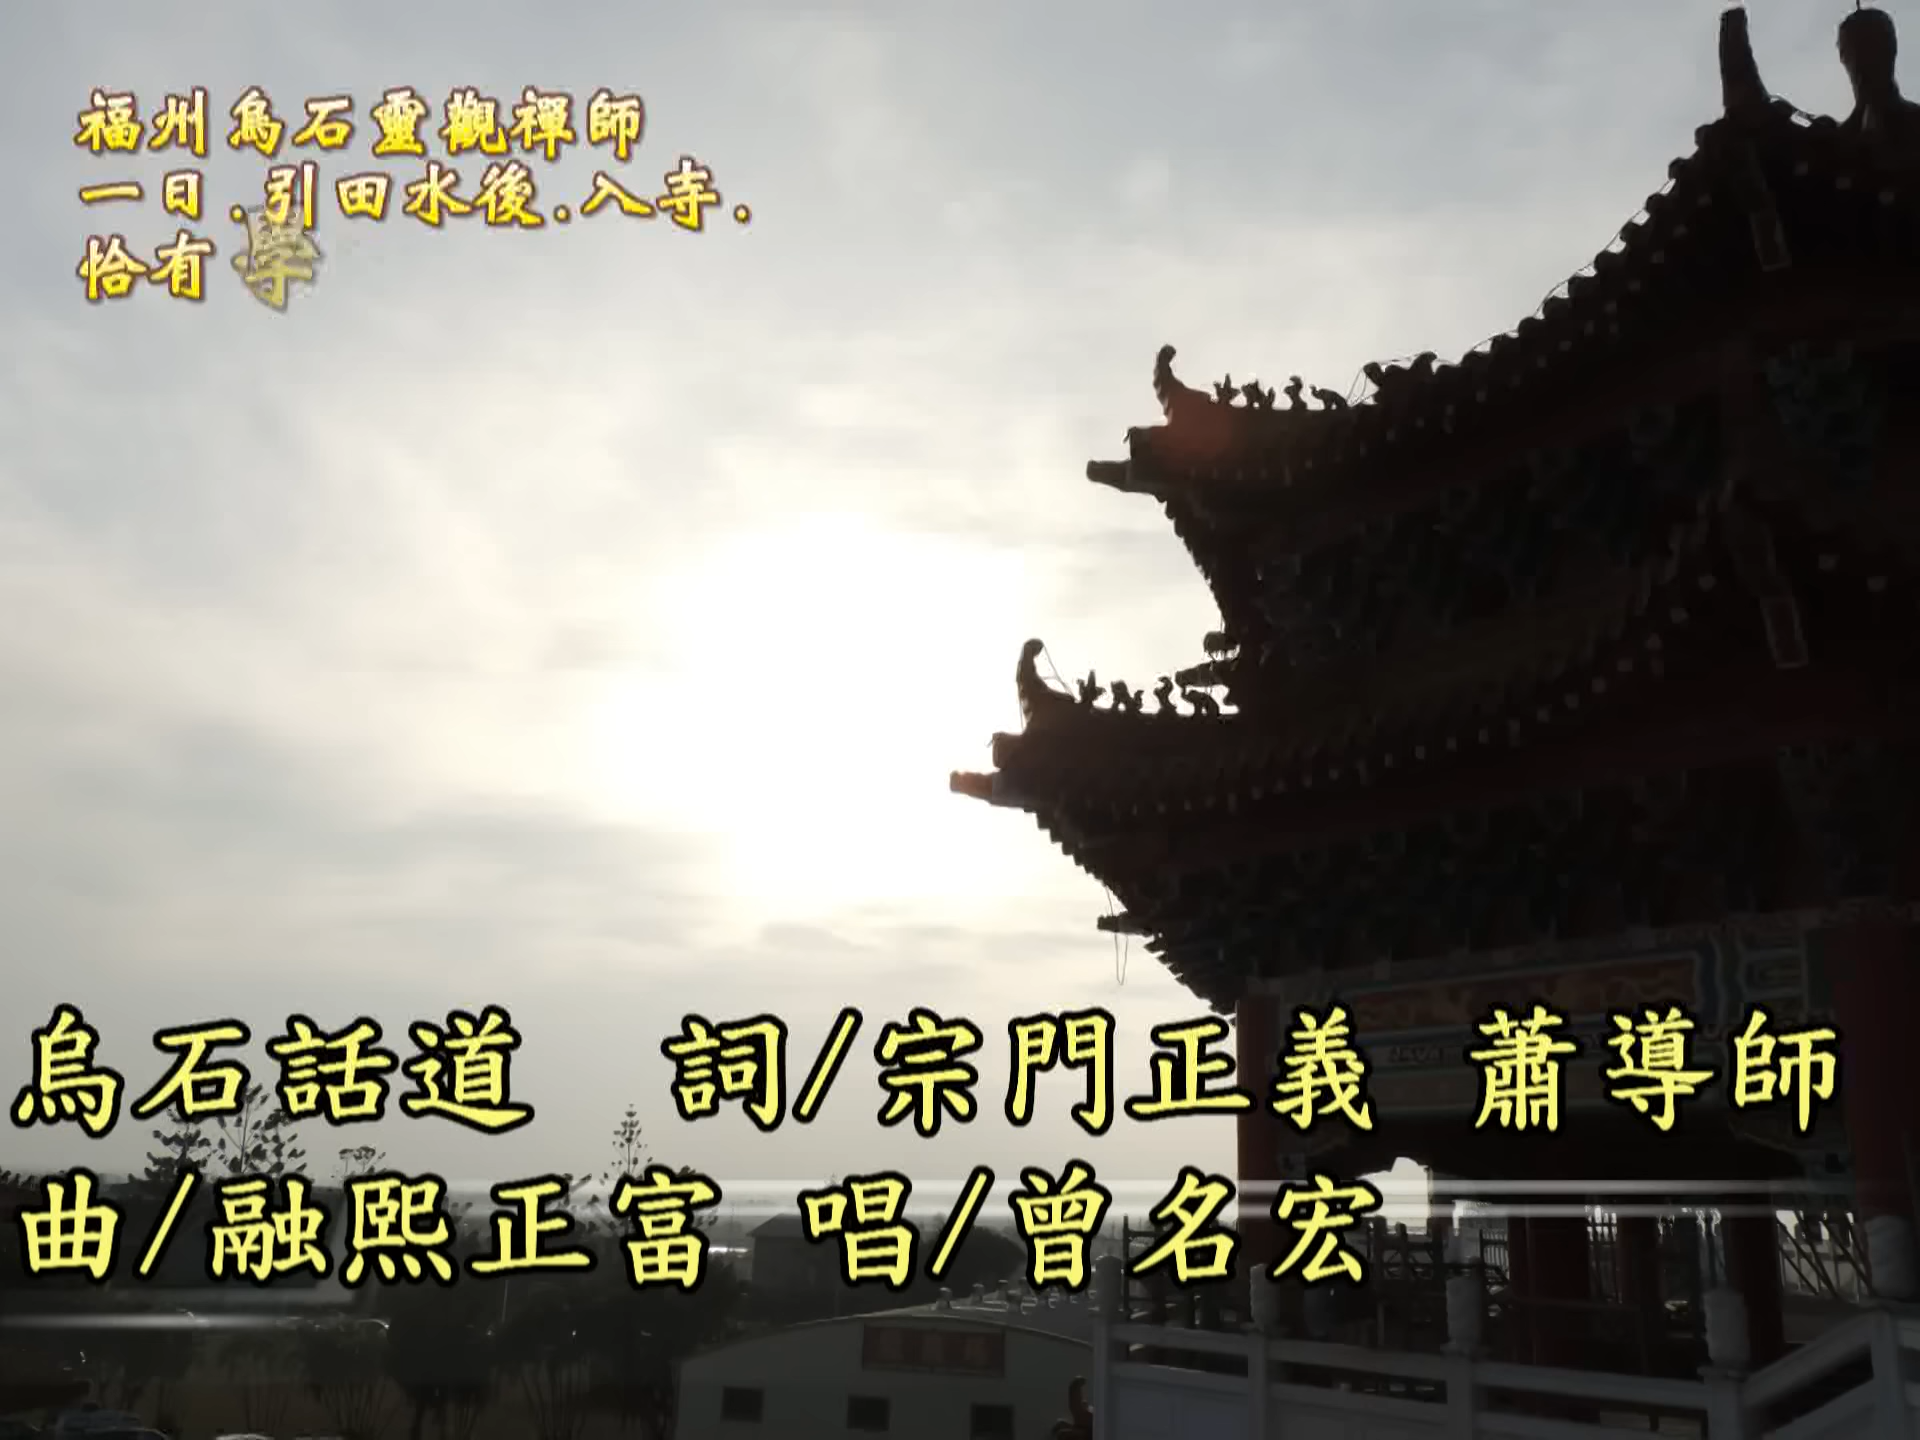 福州烏石靈觀禪師
一日.引田水後.入寺.
恰有學
烏石話道 詞/宗門正義 蕭導師
曲/融熙正富 唱/曾名宏